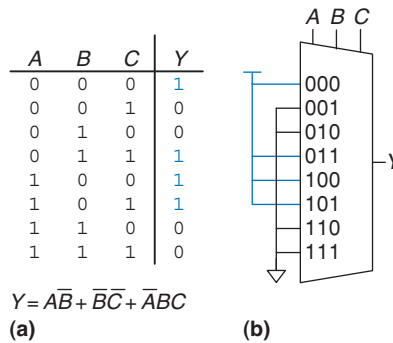 A B C Y
0 0 0 1
0 0 1 0
0 1 0 0
0 1 1 1
1 0 0 1
1 0 1 1
1 1 0 0
1 1 1 0
Y = AB̅ + B̅C̅ + A̅BC
(a)
A B C
000
001
010
011
100
101
110
111
Y
(b)